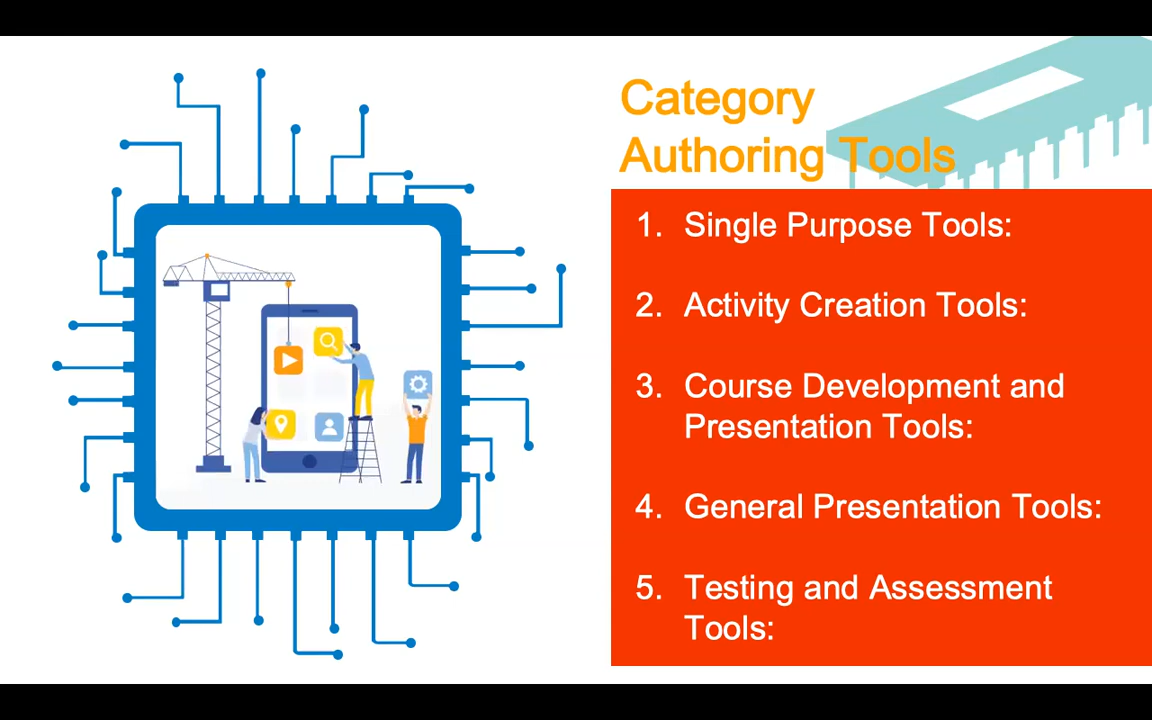 Category
Authoring Tools
1. Single Purpose Tools:
2. Activity Creation Tools:
3. Course Development and
Presentation Tools:
4. General Presentation Tools:
5. Testing and Assessment
Tools: